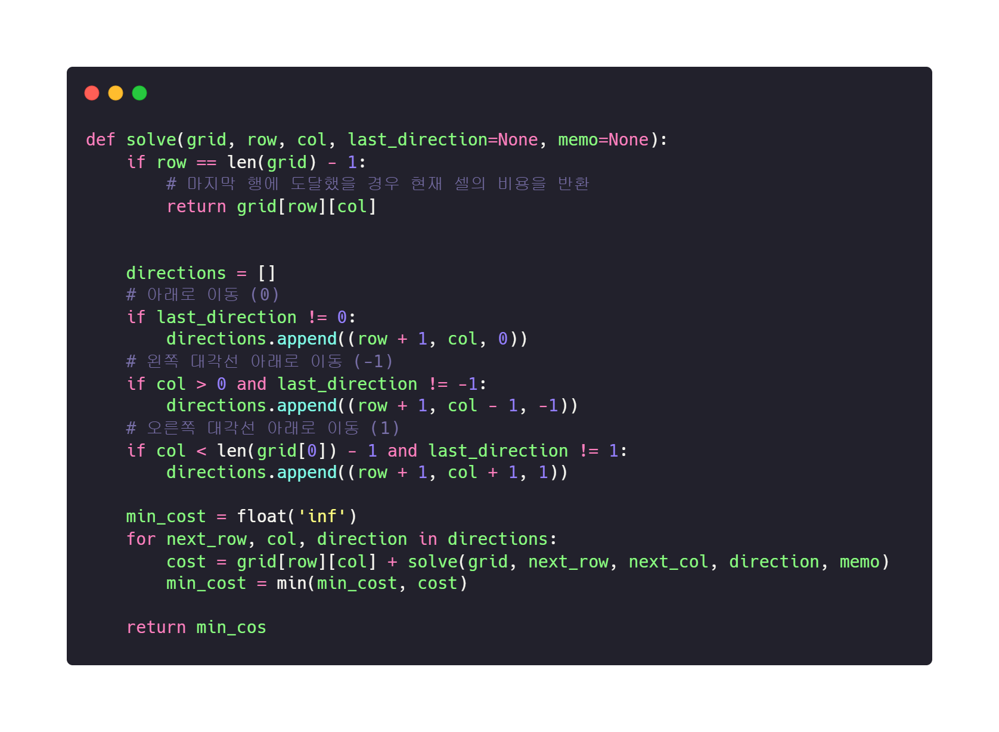 def solve(grid, row, col, last_direction=None, memo=None):
    if row == len(grid) - 1:
        # 마지막 행에 도달했을 경우 현재 셀의 비용을 반환
        return grid[row][col]
    directions = []
    # 아래로 이동 (0)
    if last_direction != 0:
        directions.append((row + 1, col, 0))
    # 왼쪽 대각선 아래로 이동 (-1)
    if col > 0 and last_direction != -1:
        directions.append((row + 1, col - 1, -1))
    # 오른쪽 대각선 아래로 이동 (1)
    if col < len(grid[0]) - 1 and last_direction != 1:
        directions.append((row + 1, col + 1, 1))
    min_cost = float('inf')
    for next_row, col, direction in directions:
        cost = grid[row][col] + solve(grid, next_row, next_col, direction, memo)
        min_cost = min(min_cost, cost)
    return min_cos